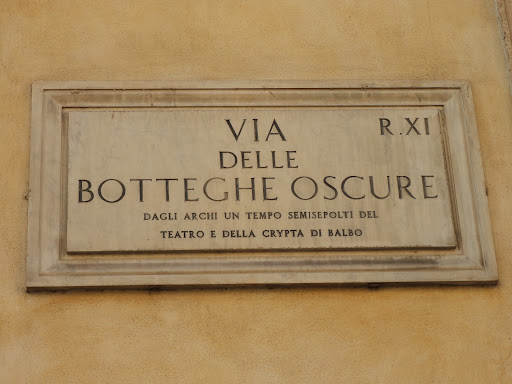 VIA R.XI
DELLE
BOTTEGHE OSCURE
DAGLI ARCHI UN TEMPO SEMISEPOLTI DEL
TEATRO E DELLA CRYPTA DI BALBO